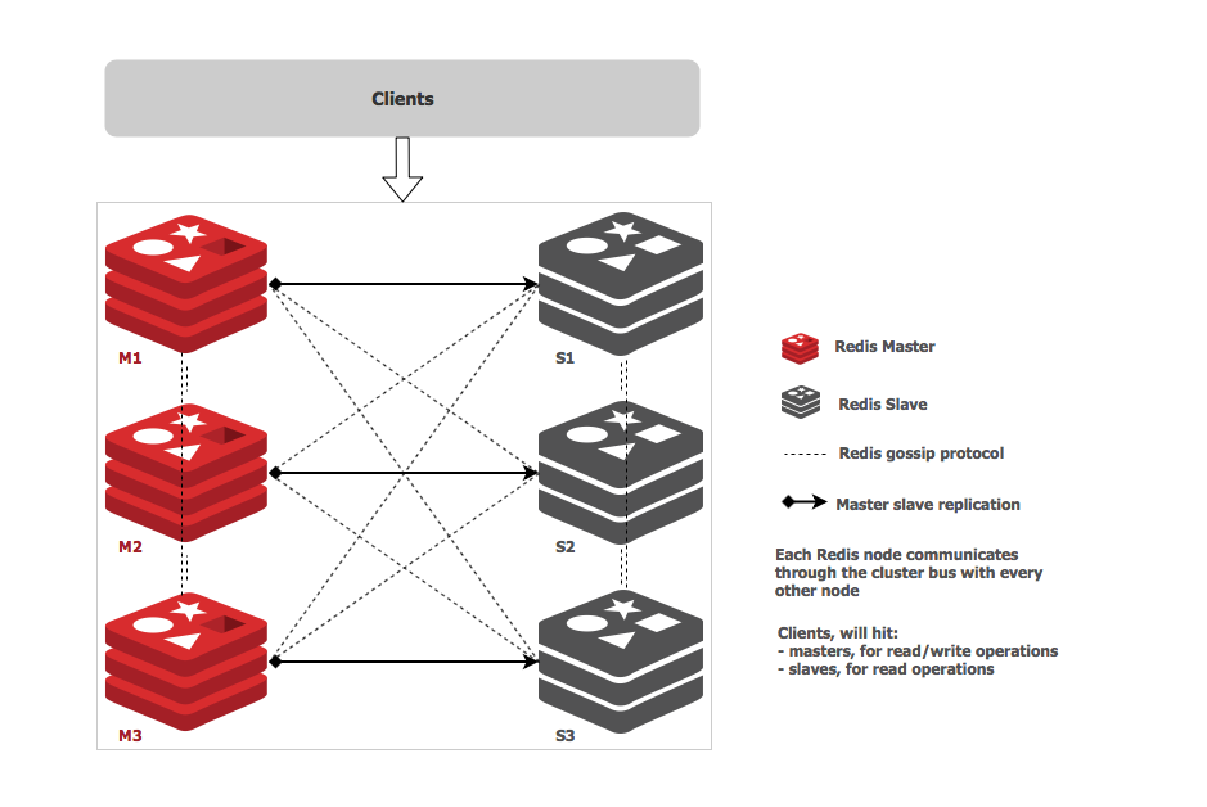 Clients
M1
S1
M2
S2
M3
S3
Redis Master
Redis Slave
Redis gossip protocol
Master slave replication
Each Redis node communicates
through the cluster bus with every
other node
Clients, will hit:
- masters, for read/write operations
- slaves, for read operations